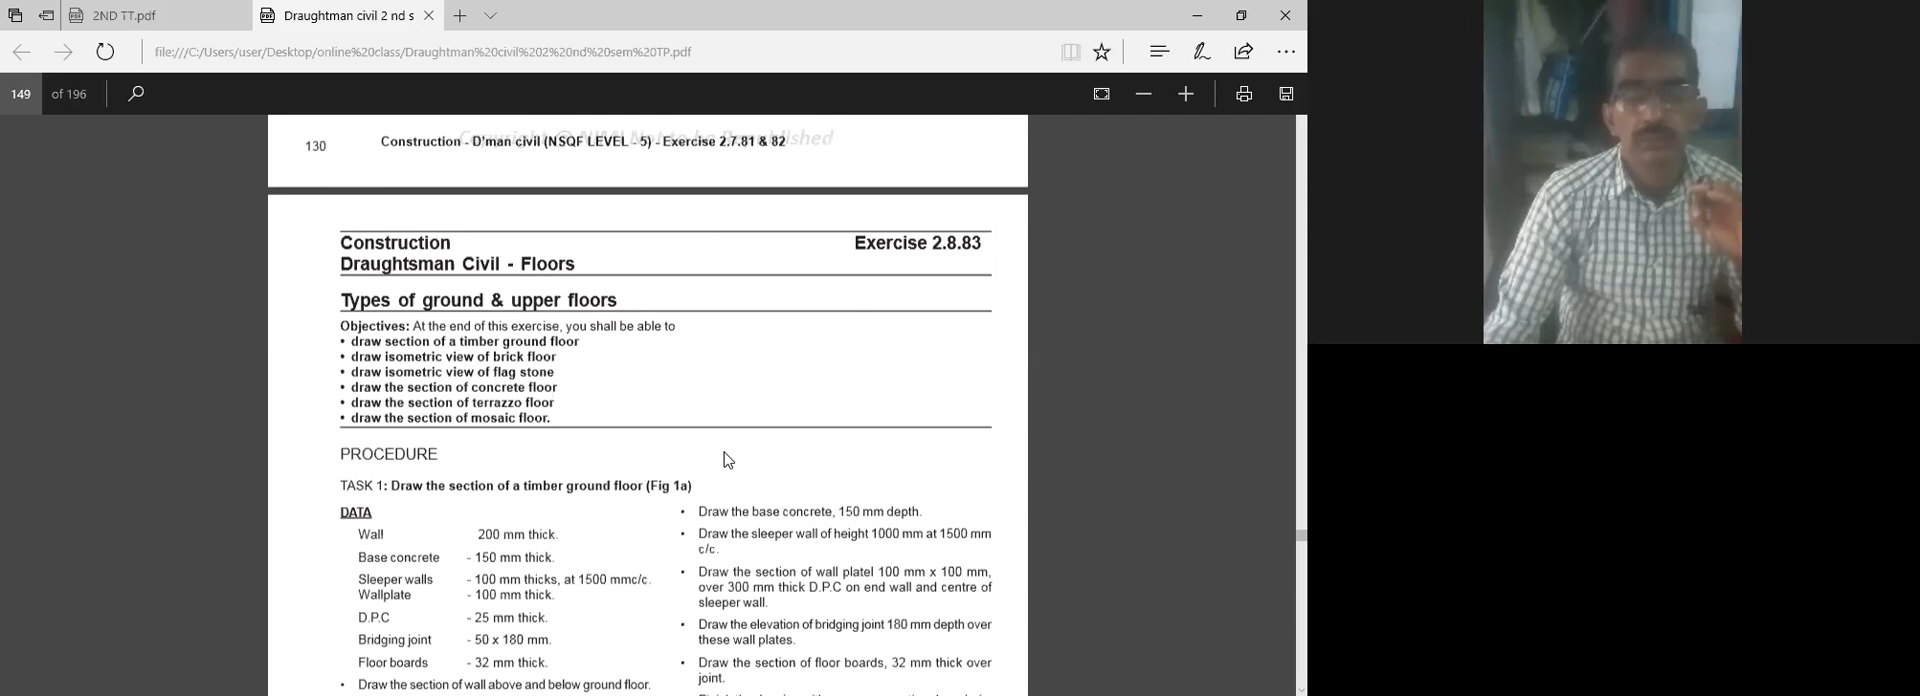 2ND TT.pdf
Draughtman civil 2 nd s
file:///C:/Users/user/Desktop/online%20class/Draughtman%20civil%202%20nd%20sem%20TP.pdf
149 of 196
Copyright @ NIMI Not to be Republished
130 Construction - D'man civil (NSQF LEVEL - 5) - Exercise 2.7.81 & 82
Construction Exercise 2.8.83
Draughtsman Civil - Floors
Types of ground & upper floors
Objectives: At the end of this exercise, you shall be able to
• draw section of a timber ground floor
• draw isometric view of brick floor
• draw isometric view of flag stone
• draw the section of concrete floor
• draw the section of terrazzo floor
• draw the section of mosaic floor.
PROCEDURE
TASK 1: Draw the section of a timber ground floor (Fig 1a)
DATA
Wall 200 mm thick.
Base concrete - 150 mm thick.
Sleeper walls - 100 mm thicks, at 1500 mmc/c.
Wallplate - 100 mm thick.
D.P.C - 25 mm thick.
Bridging joint - 50 x 180 mm.
Floor boards - 32 mm thick.
• Draw the section of wall above and below ground floor.
• Draw the base concrete, 150 mm depth.
• Draw the sleeper wall of height 1000 mm at 1500 mm
c/c.
• Draw the section of wall platel 100 mm x 100 mm,
over 300 mm thick D.P.C on end wall and centre of
sleeper wall.
• Draw the elevation of bridging joint 180 mm depth over
these wall plates.
• Draw the section of floor boards, 32 mm thick over
joint.